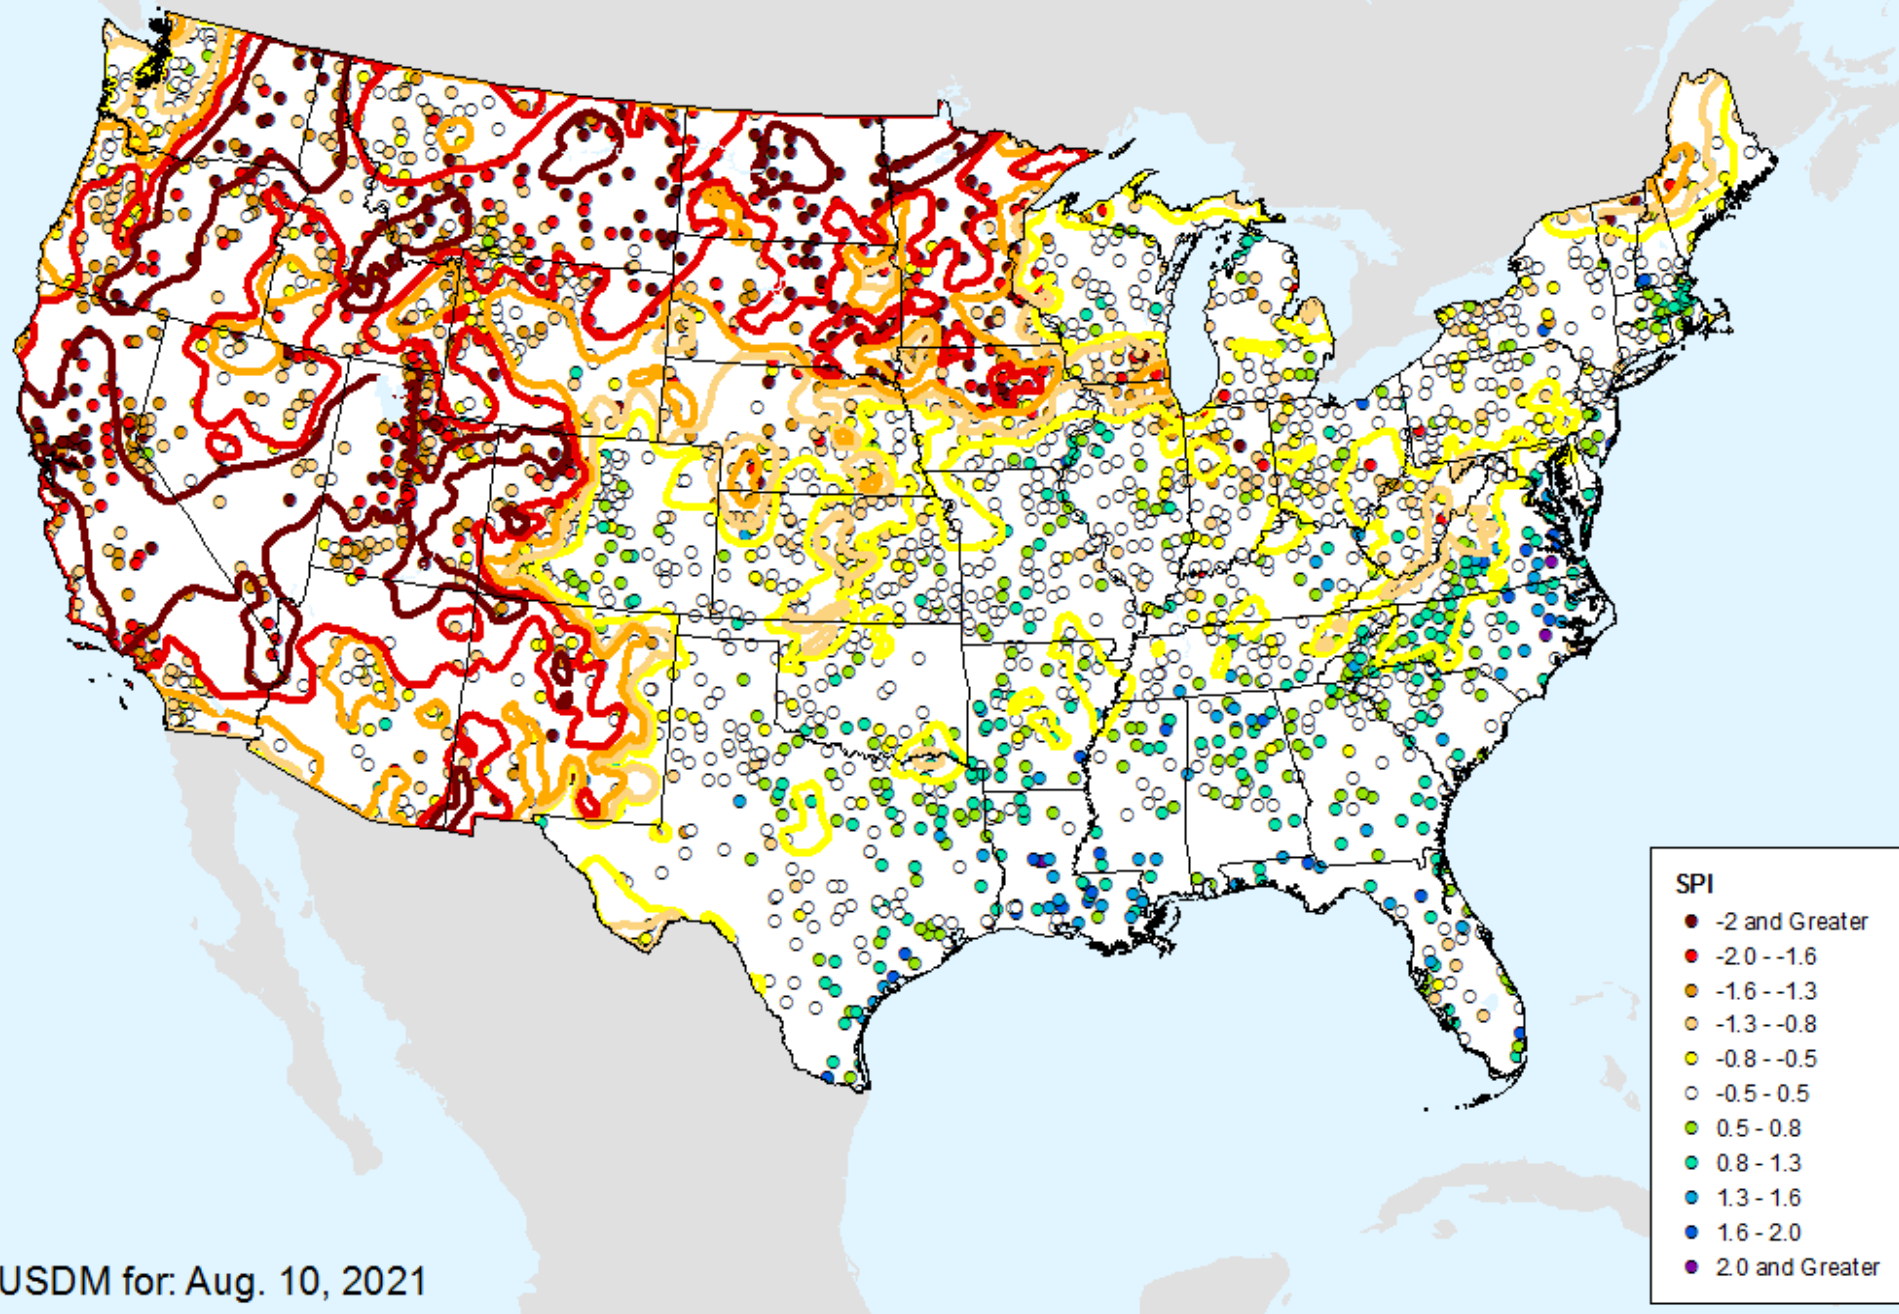 SPI
-2 and Greater
-2.0 - -1.6
-1.6 - -1.3
-1.3 - -0.8
-0.8 - -0.5
-0.5 - 0.5
0.5 - 0.8
0.8 - 1.3
1.3 - 1.6
1.6 - 2.0
2.0 and Greater
USDM for: Aug. 10, 2021